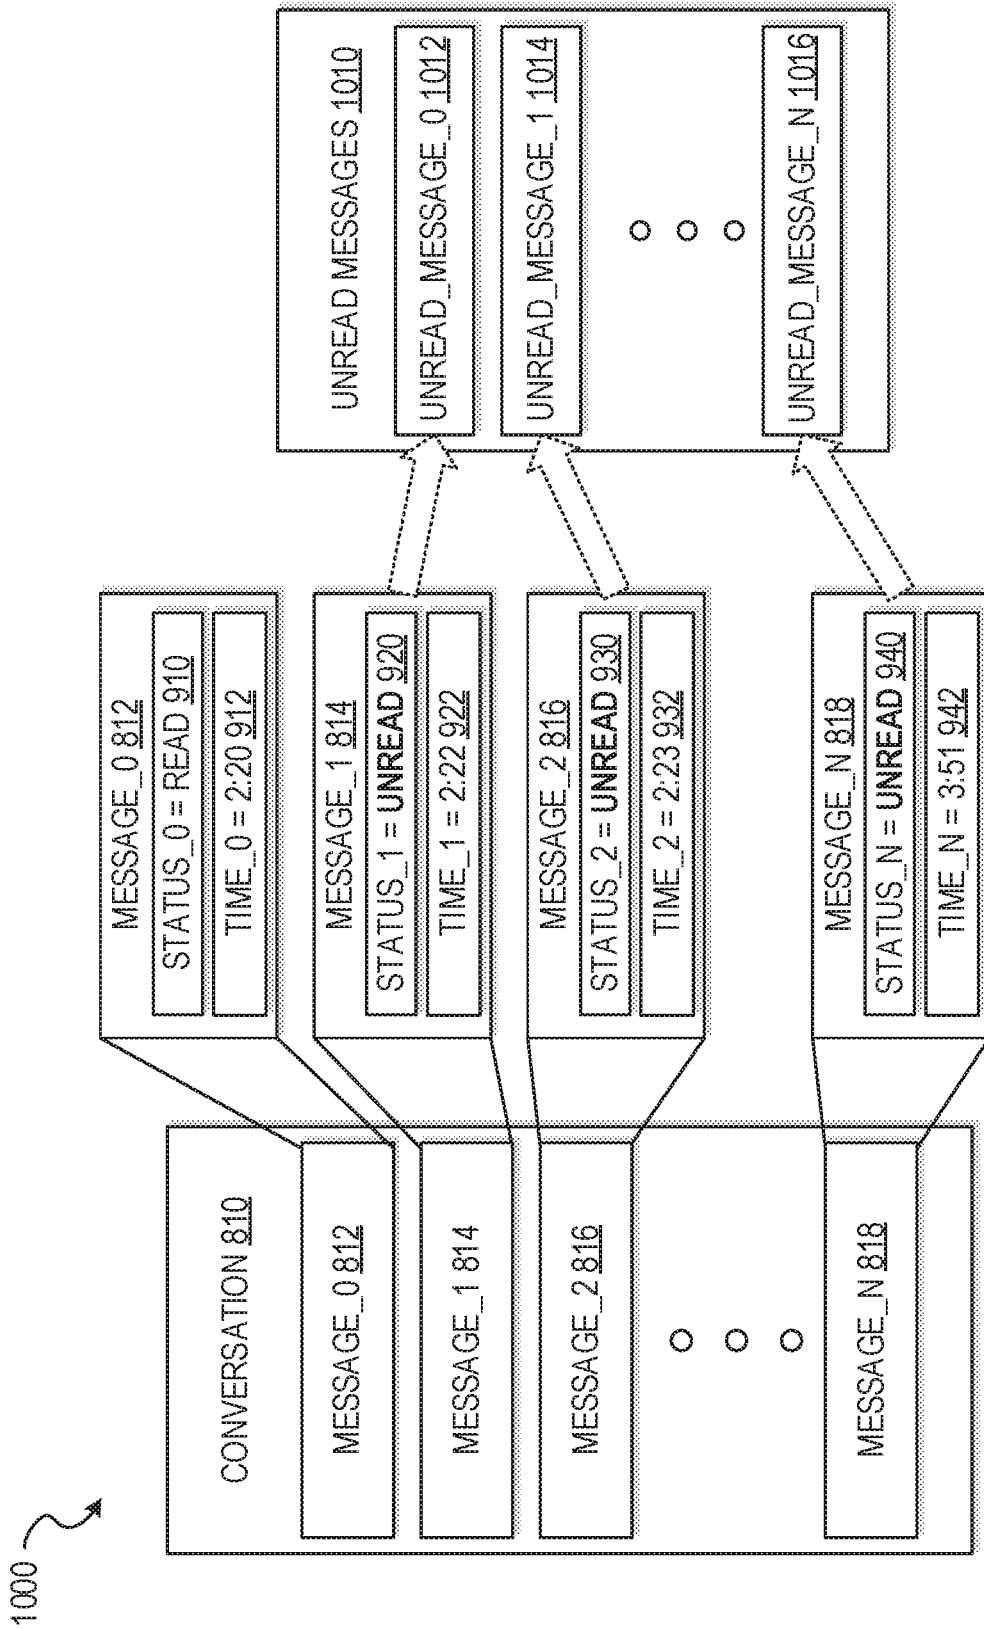 1000
CONVERSATION 810
MESSAGE_0 812
MESSAGE_1 814
MESSAGE_2 816
MESSAGE_N 818
MESSAGE_0 812
STATUS_0 = READ 910
TIME_0 = 2:20 912
MESSAGE_1 814
STATUS_1 = UNREAD 920
TIME_1 = 2:22 922
MESSAGE_2 816
STATUS_2 = UNREAD 930
TIME_2 = 2:23 932
MESSAGE_N 818
STATUS_N = UNREAD 940
TIME_N = 3:51 942
UNREAD MESSAGES 1010
UNREAD_MESSAGE_0 1012
UNREAD_MESSAGE_1 1014
UNREAD_MESSAGE_N 1016